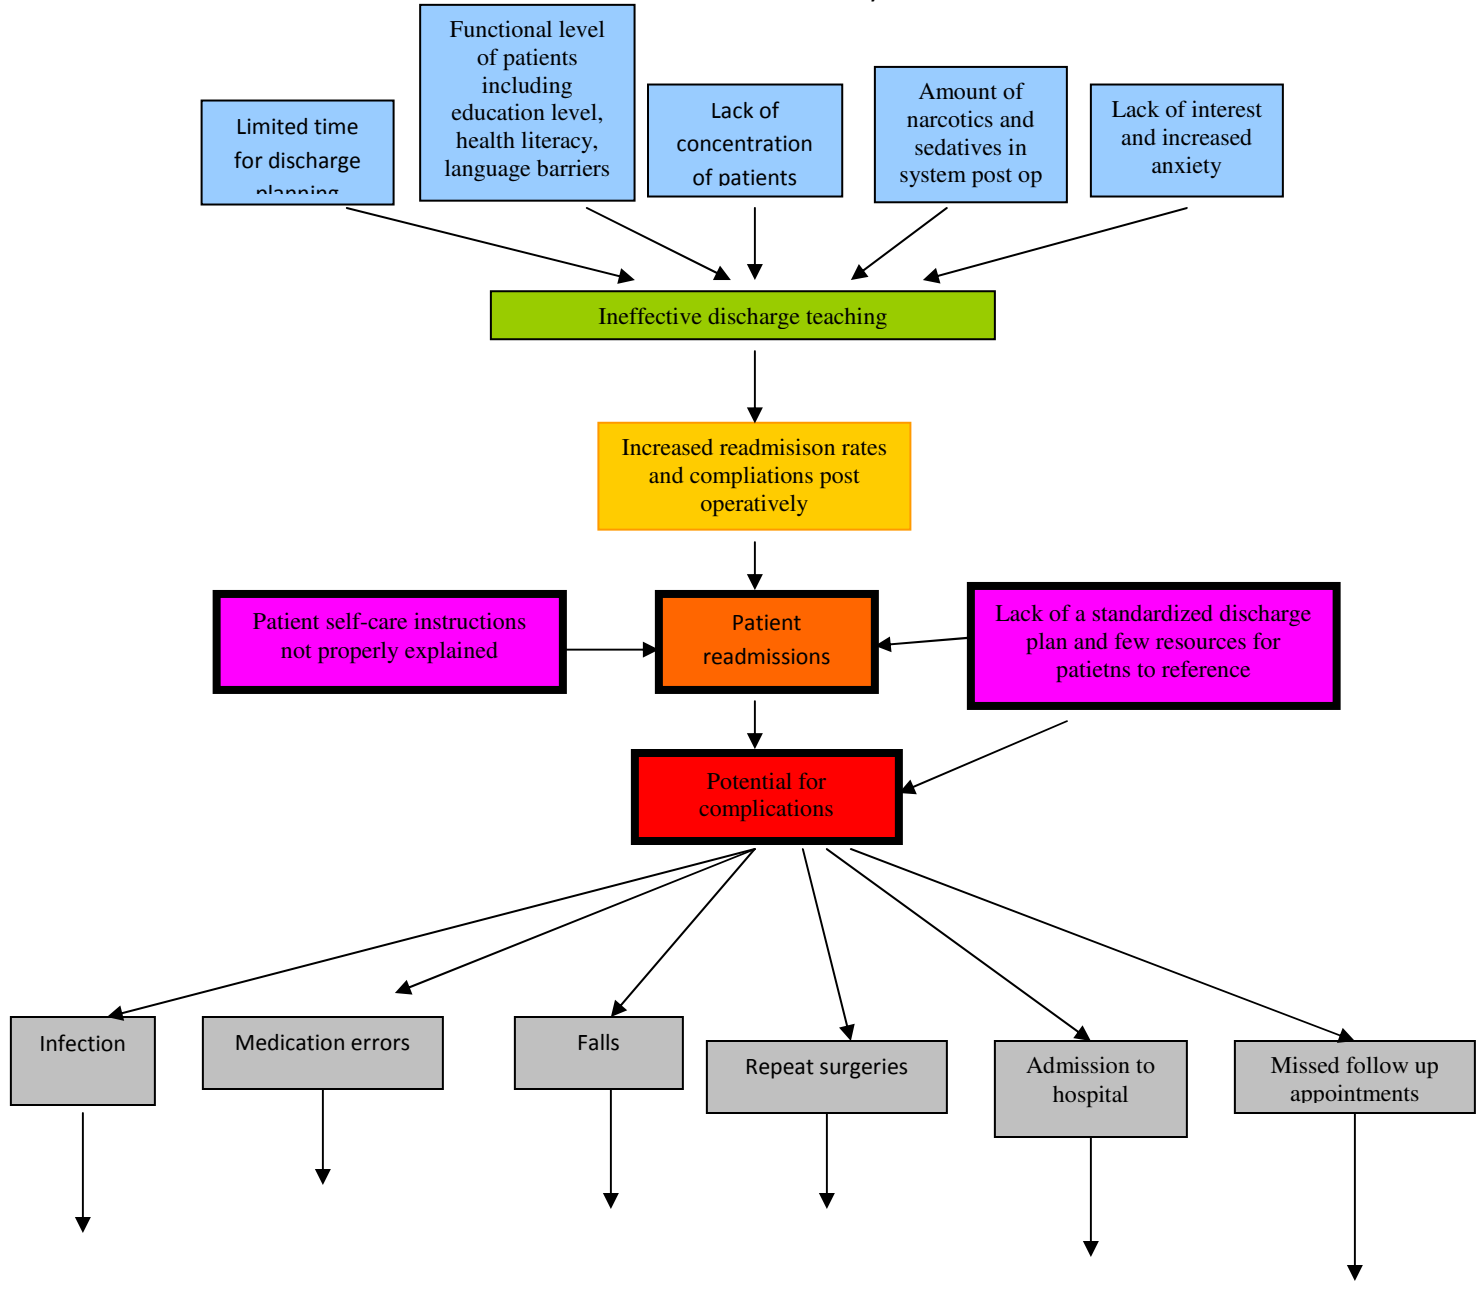 Functional level
of patients
including
education level,
health literacy,
language barriers
Limited time
for discharge
planning
Lack of
concentration
of patients
Amount of
narcotics and
sedatives in
system post op
Lack of interest
and increased
anxiety
Ineffective discharge teaching
Increased readmisison rates
and compliations post
operatively
Patient self-care instructions
not properly explained
Patient
readmissions
Lack of a standardized discharge
plan and few resources for
patietns to reference
Potential for
complications
Infection
Medication errors
Falls
Repeat surgeries
Admission to
hospital
Missed follow up
appointments